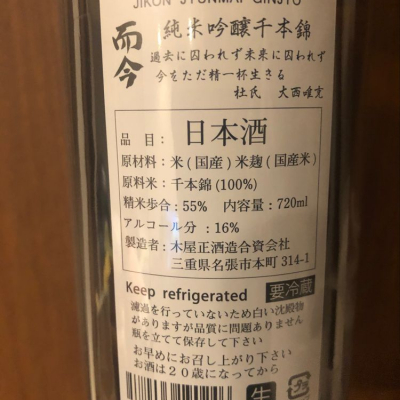 JIKON JYUNMAI GINJYO
而今
純米吟醸千本錦
過去に囚われず未来に囚われず
今をただ精一杯生きる
杜氏 大西唯克
品 目：日本酒
原材料：米(国産)米麹(国産米)
原料米：千本錦(100%)
精米歩合：55% 内容量：720ml
アルコール分：16%
製造者：木屋正酒造合資会社
三重県名張市本町 314-1
Keep refrigerated 要冷蔵
濾過を行っていないため白い沈殿物
がありますが品質に問題ありません
瓶を立てて保存して下さい
お早めにお召し上がり下さい
お酒は20歳になってから
生